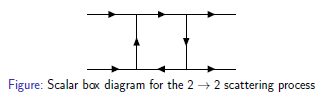 Figure: Scalar box diagram for the 2 → 2 scattering process